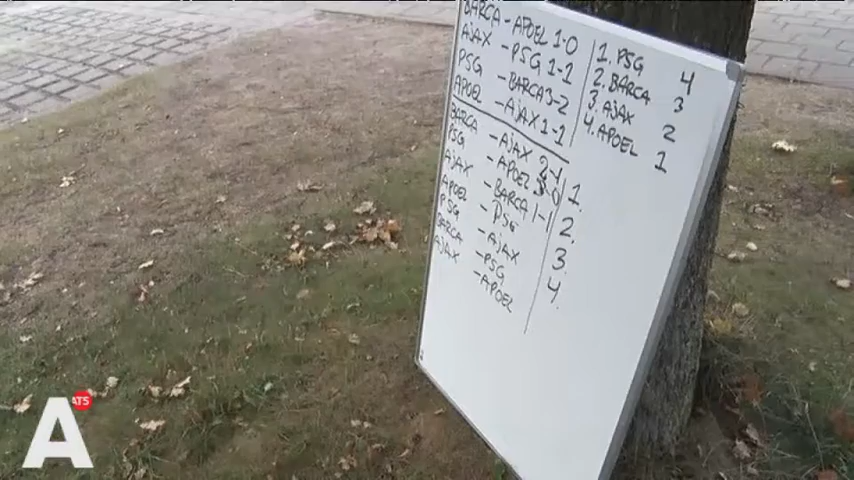 BARCA - APOEL 1-0
AJAX - PSG 1-1
PSG - BARCA 3-2
APOEL - AJAX 1-1
BARCA - AJAX 2-1
PSG - APOEL 3-0
AJAX - BARCA 1-1
APOEL - PSG
PSG - AJAX
BARCA - PSG
AJAX - APOEL
1. PSG 4
2. BARCA 3
3. AJAX 2
4. APOEL 1
1.
2.
3.
4.
A
AT5